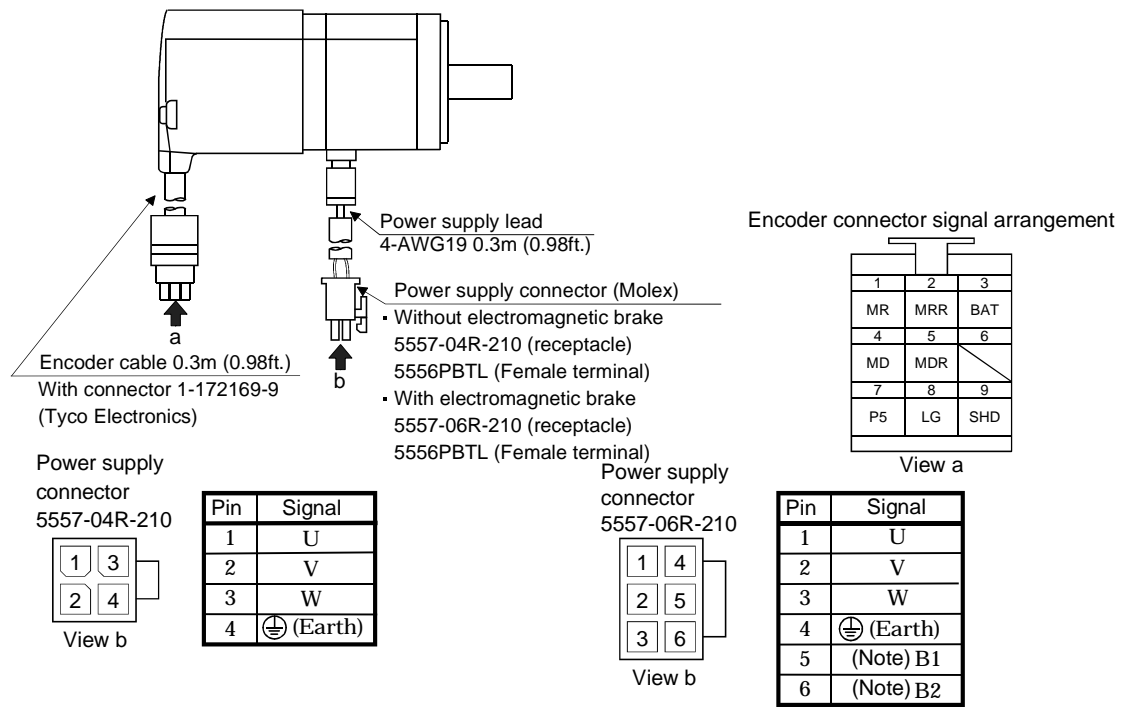 Power supply lead
4-AWG19 0.3m (0.98ft.)
Power supply connector (Molex)
· Without electromagnetic brake
5557-04R-210 (receptacle)
5556PBTL (Female terminal)
· With electromagnetic brake
5557-06R-210 (receptacle)
5556PBTL (Female terminal)
a
b
Encoder cable 0.3m (0.98ft.)
With connector 1-172169-9
(Tyco Electronics)
Encoder connector signal arrangement
1 2 3
MR MRR BAT
4 5 6
MD MDR
7 8 9
P5 LG SHD
View a
Power supply
connector
5557-04R-210
1 3
2 4
View b
Pin Signal
1 U
2 V
3 W
4 (Earth)
Power supply
connector
5557-06R-210
1 4
2 5
3 6
View b
Pin Signal
1 U
2 V
3 W
4 (Earth)
5 (Note) B1
6 (Note) B2